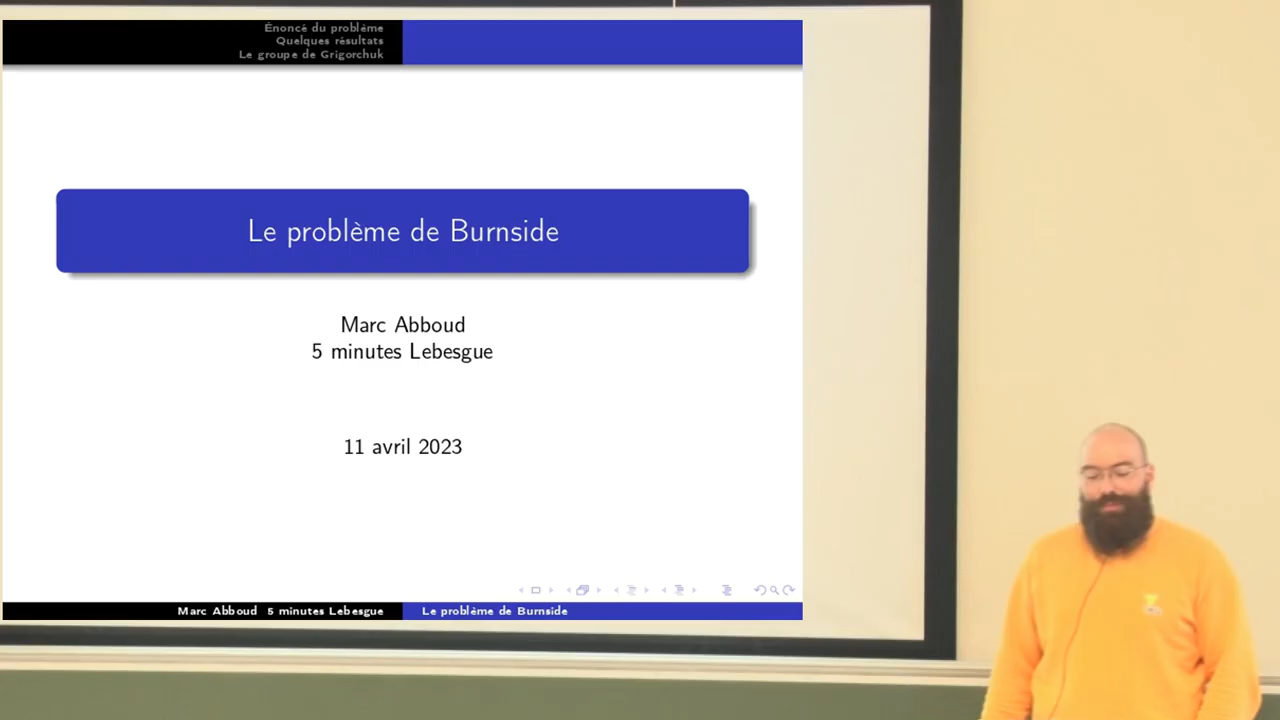 Énoncé du problème
Quelques résultats
Le groupe de Grigorchuk
Le problème de Burnside
Marc Abboud
5 minutes Lebesgue
11 avril 2023
Marc Abboud 5 minutes Lebesgue
Le problème de Burnside